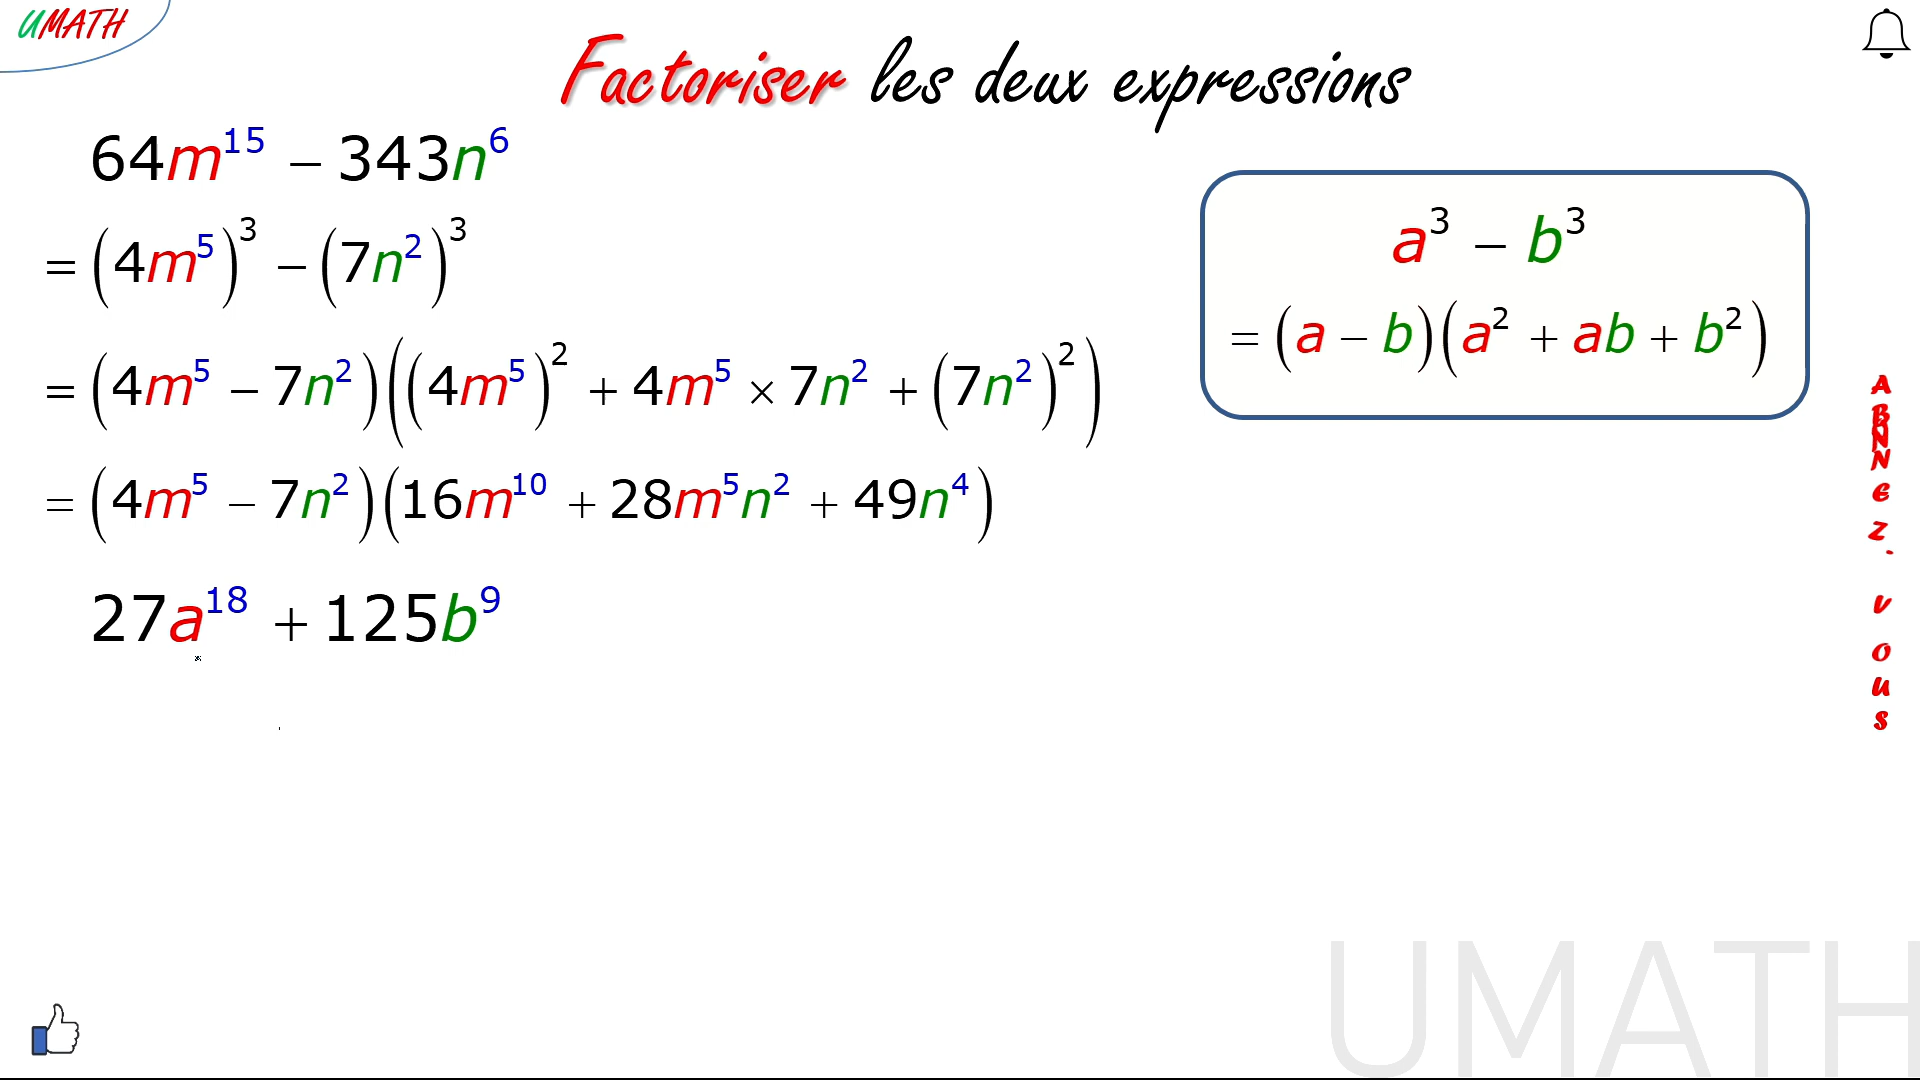 UMATH
Factoriser les deux expressions
64m¹⁵ − 343n⁶
= (4m⁵)³ − (7n²)³
= (4m⁵ − 7n²)((4m⁵)² + 4m⁵ × 7n² + (7n²)²)
= (4m⁵ − 7n²)(16m¹⁰ + 28m⁵n² + 49n⁴)
27a¹⁸ + 125b⁹
a³ − b³
= (a − b)(a² + ab + b²)
ABONNEZ-vous
UMATH